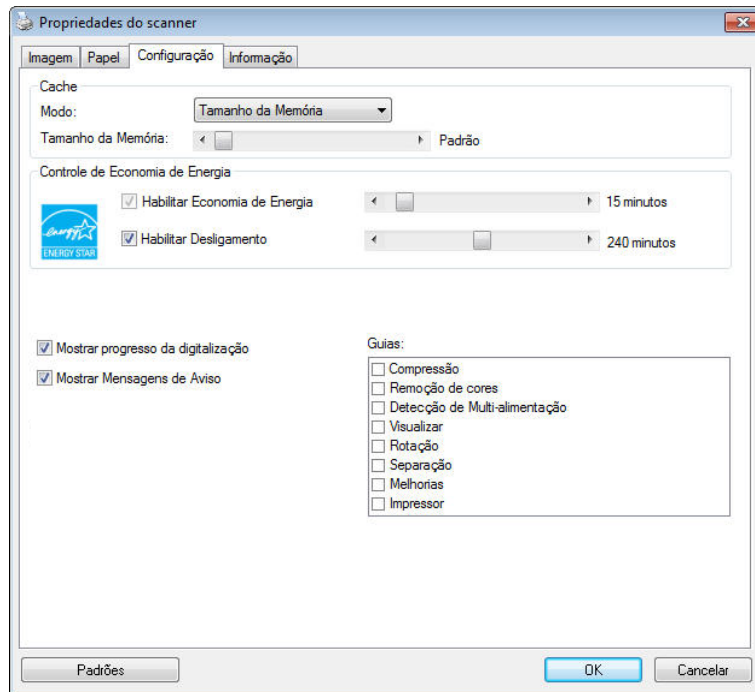 Propriedades do scanner
Imagem Papel Configuração Informação
Cache
Modo: Tamanho da Memória
Tamanho da Memória: Padrão
Controle de Economia de Energia
Habilitar Economia de Energia 15 minutos
energy
ENERGY STAR
Habilitar Desligamento 240 minutos
Mostrar progresso da digitalização
Mostrar Mensagens de Aviso
Guias:
Compressão
Remoção de cores
Detecção de Multi-alimentação
Visualizar
Rotação
Separação
Melhorias
Impressor
Padrões OK Cancelar